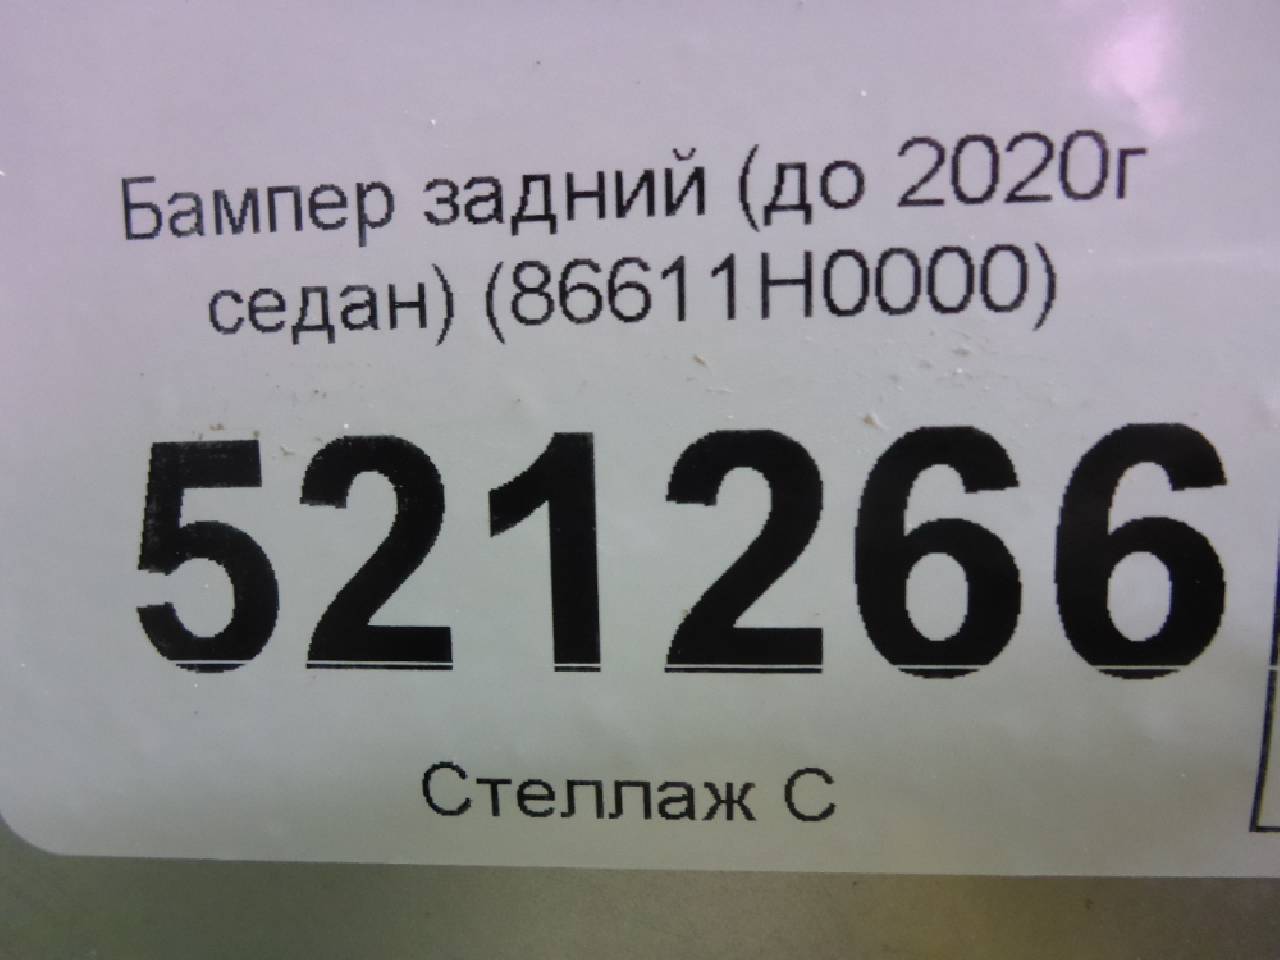 Бампер задний (до 2020г
седан) (86611H0000)
521266
Стеллаж С